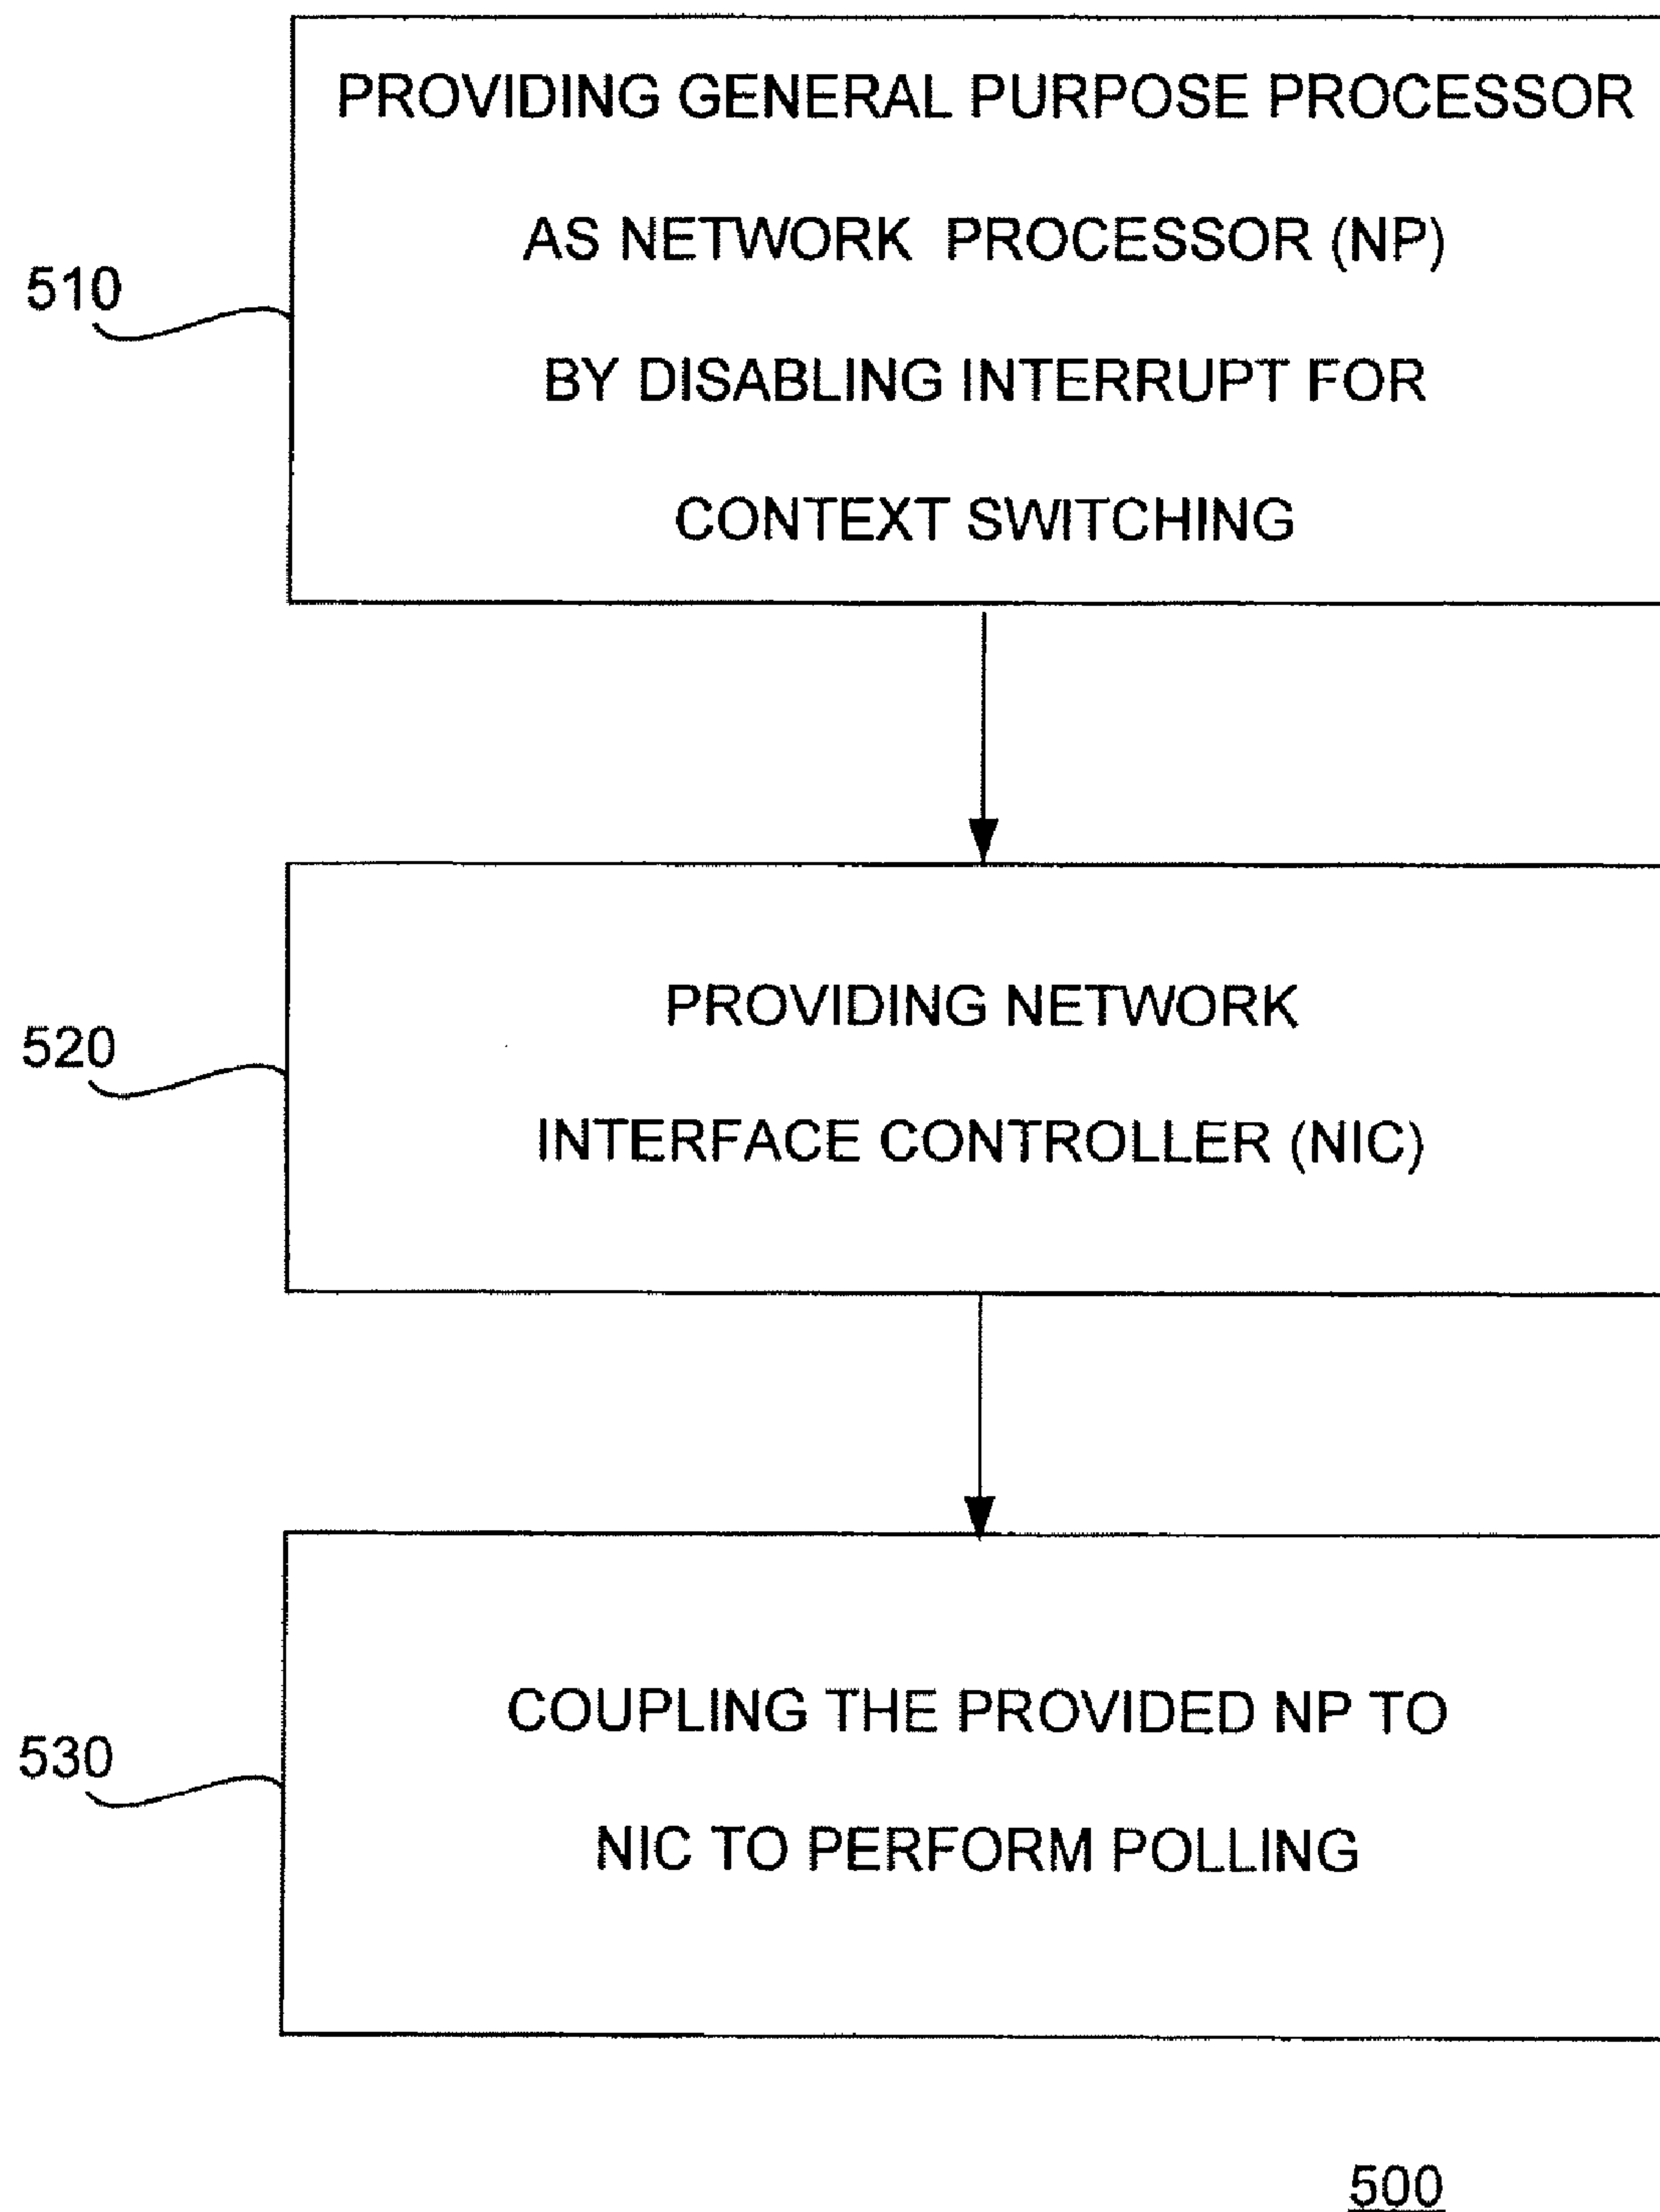 PROVIDING GENERAL PURPOSE PROCESSOR
AS NETWORK PROCESSOR (NP)
BY DISABLING INTERRUPT FOR
CONTEXT SWITCHING
510
PROVIDING NETWORK
INTERFACE CONTROLLER (NIC)
520
COUPLING THE PROVIDED NP TO
NIC TO PERFORM POLLING
530
500